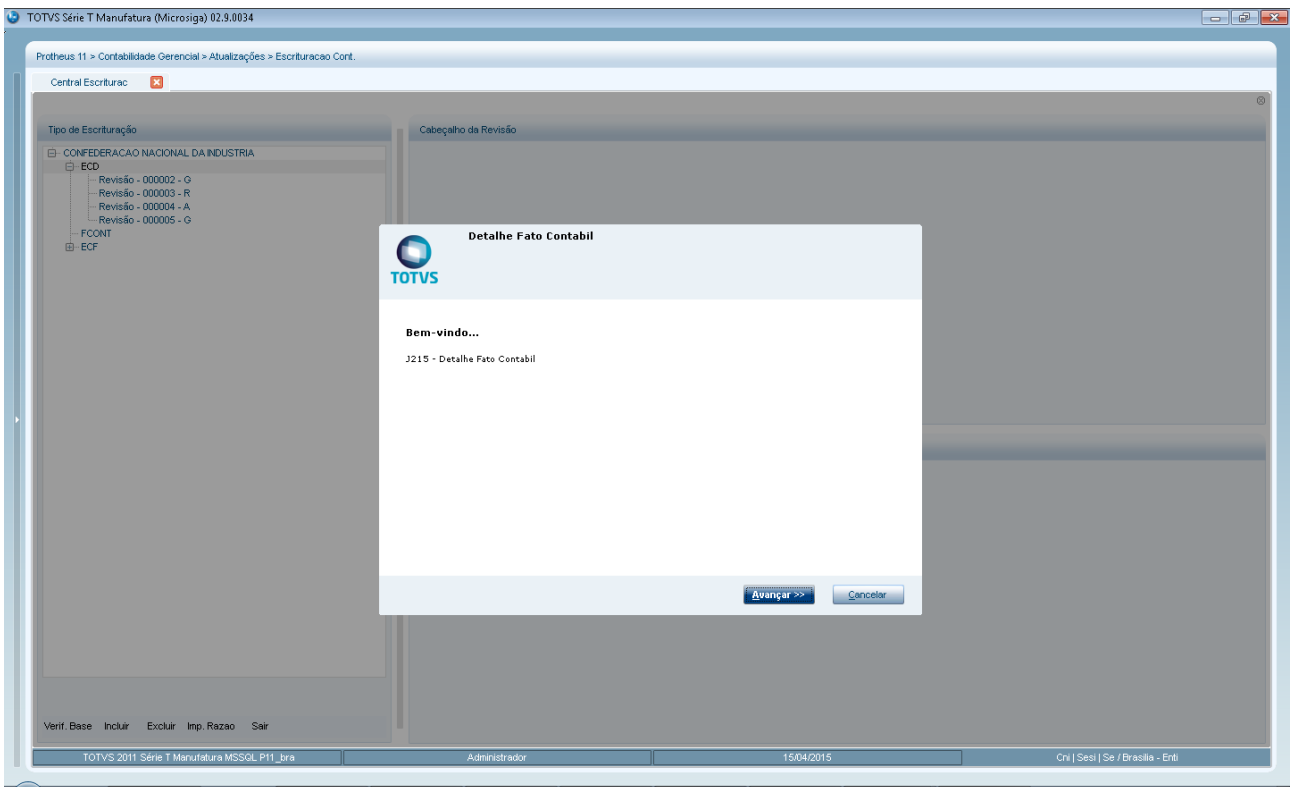 TOTVS Série T Manufatura (Microsiga) 02.9.0034
Protheus 11 > Contabilidade Gerencial > Atualizações > Escrituracao Cont.
Central Escriturac
Tipo de Escrituração
Cabeçalho da Revisão
CONFEDERACAO NACIONAL DA INDUSTRIA
ECD
Revisão - 000002 - G
Revisão - 000003 - R
Revisão - 000004 - A
Revisão - 000005 - G
FCONT
ECF
Detalhe Fato Contabil
TOTVS
Bem-vindo...
J215 - Detalhe Fato Contabil
Avançar >>
Cancelar
Verif. Base Incluir Excluir Imp. Razao Sair
TOTVS 2011 Série T Manufatura MSSQL P11_bra
Administrador
15/04/2015
Cni | Sesi | Se / Brasilia - Enti